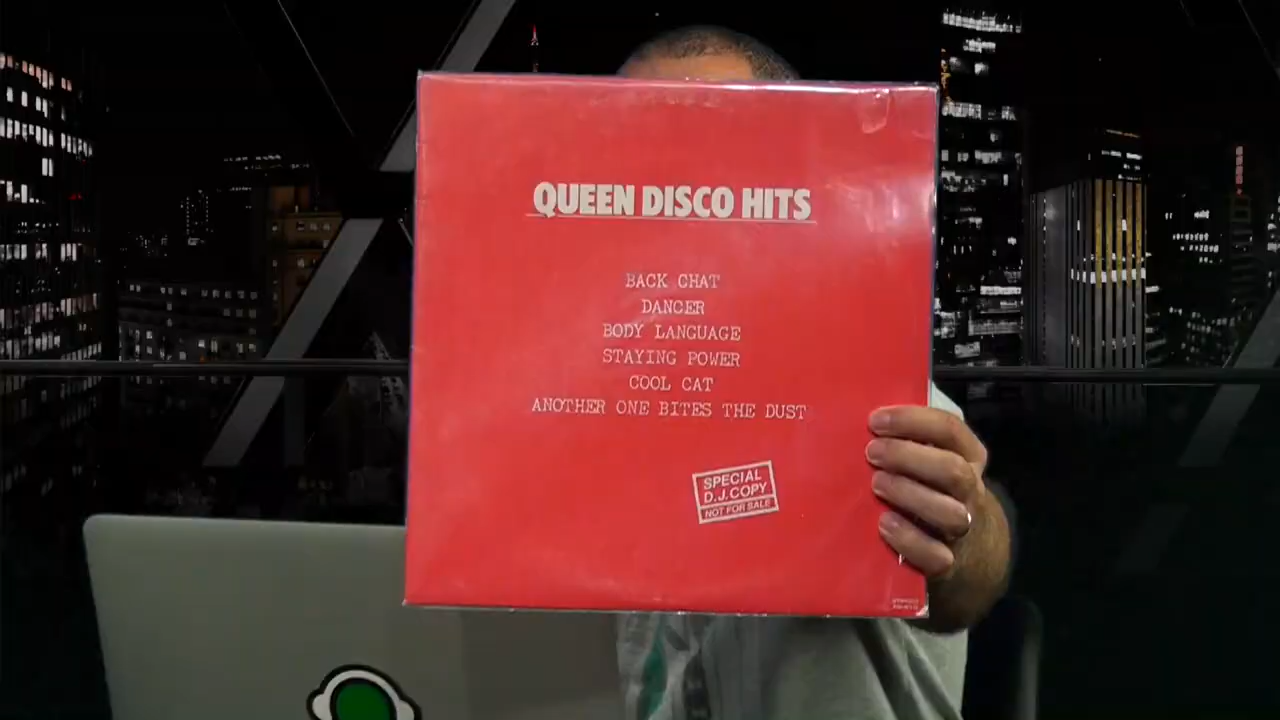 QUEEN DISCO HITS
BACK CHAT
DANCER
BODY LANGUAGE
STAYING POWER
COOL CAT
ANOTHER ONE BITES THE DUST
SPECIAL
D.J. COPY
NOT FOR SALE